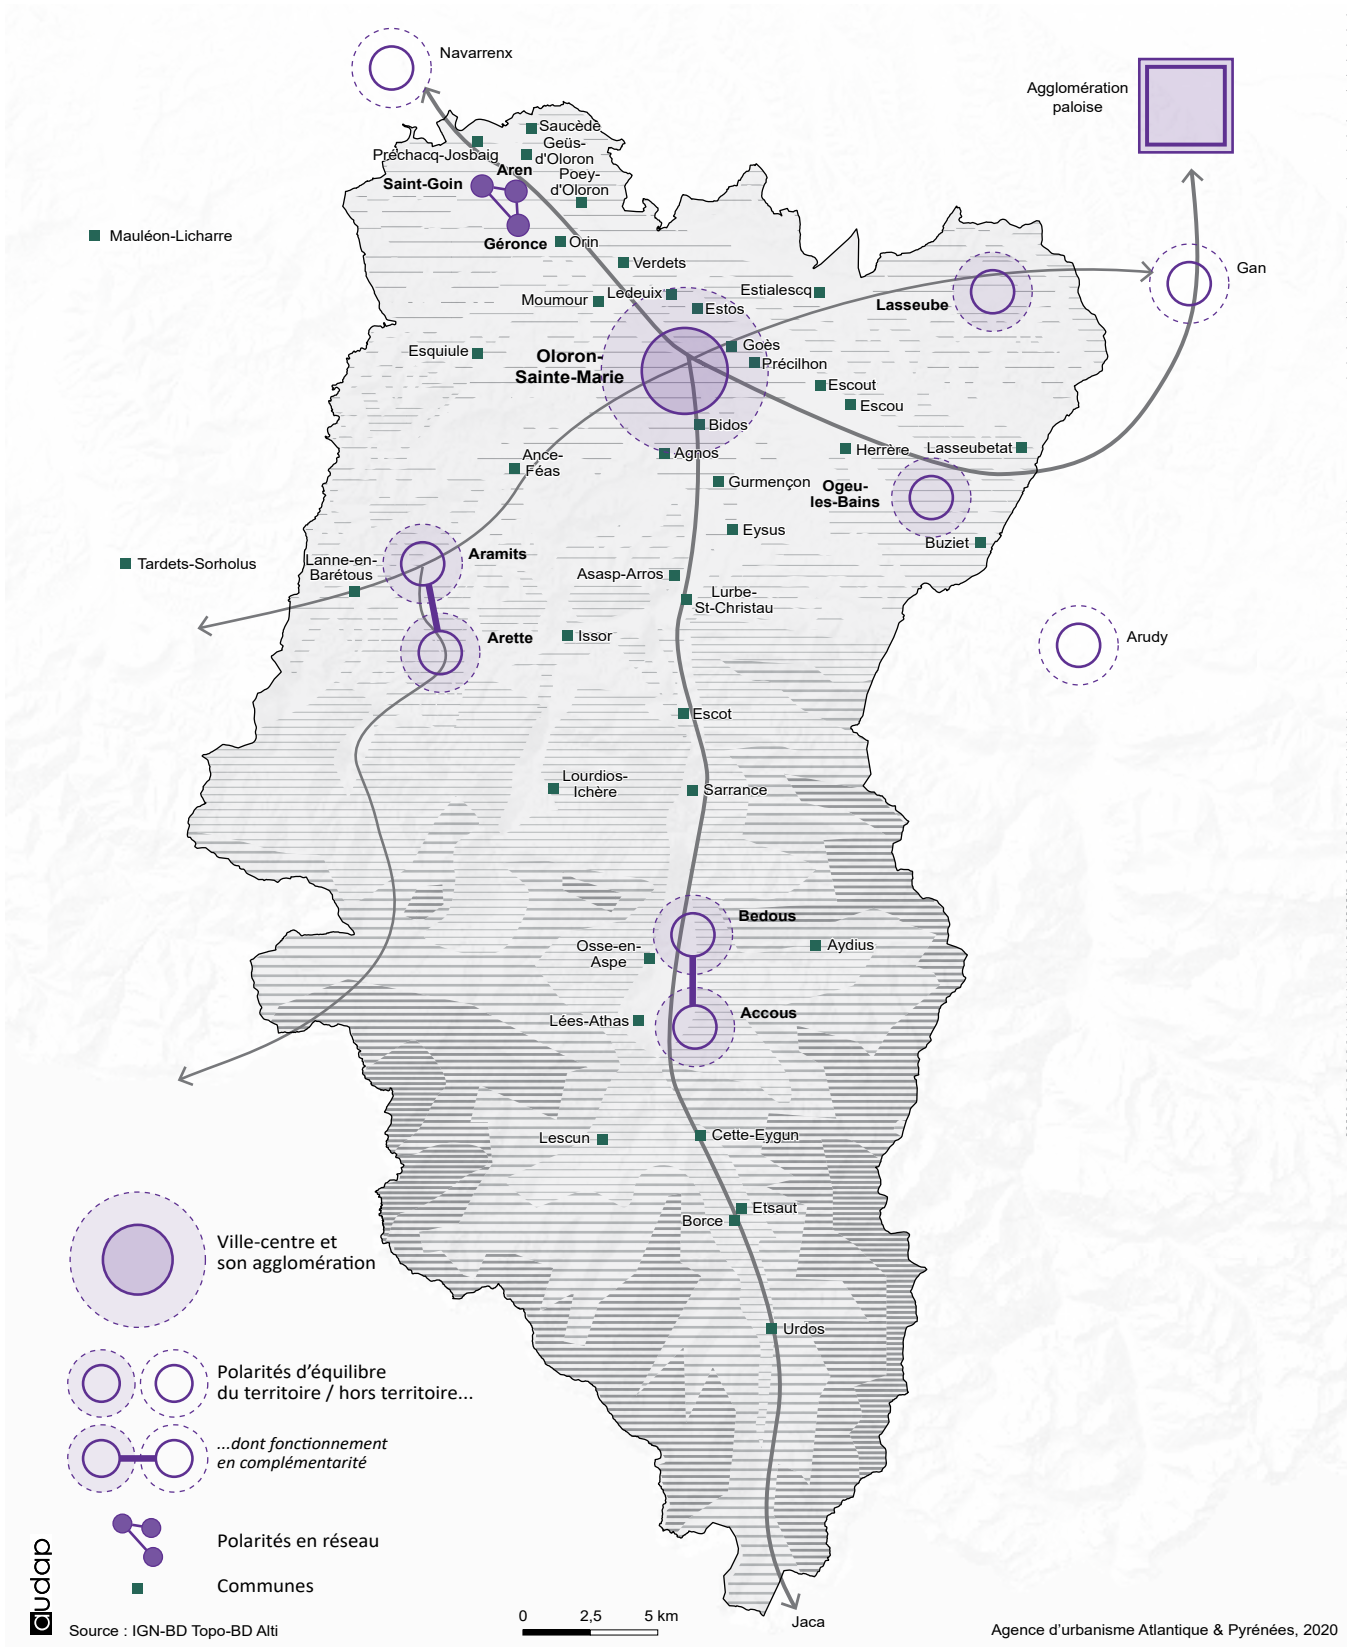 Navarrenx
Agglomération
paloise
Saucède
Préchacq-Josbaig
Geüs-
d'Oloron
Aren
Saint-Goin
Poey-
d'Oloron
Géronce
Orin
Mauléon-Licharre
Verdets
Gan
Moumour
Ledeuix
Estialescq
Estos
Lasseube
Goès
Esquiule
Oloron-
Sainte-Marie
Précilhon
Escout
Escou
Bidos
Agnos
Herrère
Lasseubetat
Ance-
Féas
Gurmençon
Ogeu-
les-Bains
Eysus
Buziet
Aramits
Tardets-Sorholus
Lanne-en-
Barétous
Asasp-Arros
Lurbe-
St-Christau
Arette
Issor
Arudy
Escot
Lourdios-
Ichère
Sarrance
Bedous
Osse-en-
Aspe
Aydius
Accous
Lées-Athas
Lescun
Cette-Eygun
Etsaut
Borce
Urdos
Jaca
Ville-centre et
son agglomération
Polarités d'équilibre
du territoire / hors territoire...
...dont fonctionnement
en complémentarité
Polarités en réseau
Communes
audap
Source : IGN-BD Topo-BD Alti
0 2,5 5 km
Agence d'urbanisme Atlantique & Pyrénées, 2020